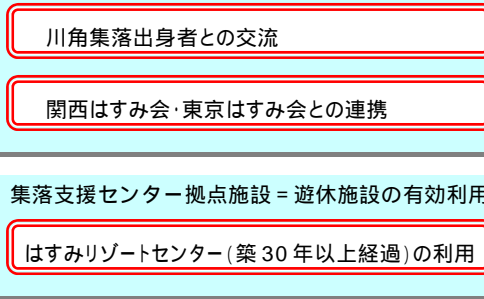 川角集落出身者との交流
関西はすみ会・東京はすみ会との連携
集落支援センター拠点施設＝遊休施設の有効利用
はすみリゾートセンター(築30年以上経過)の利用